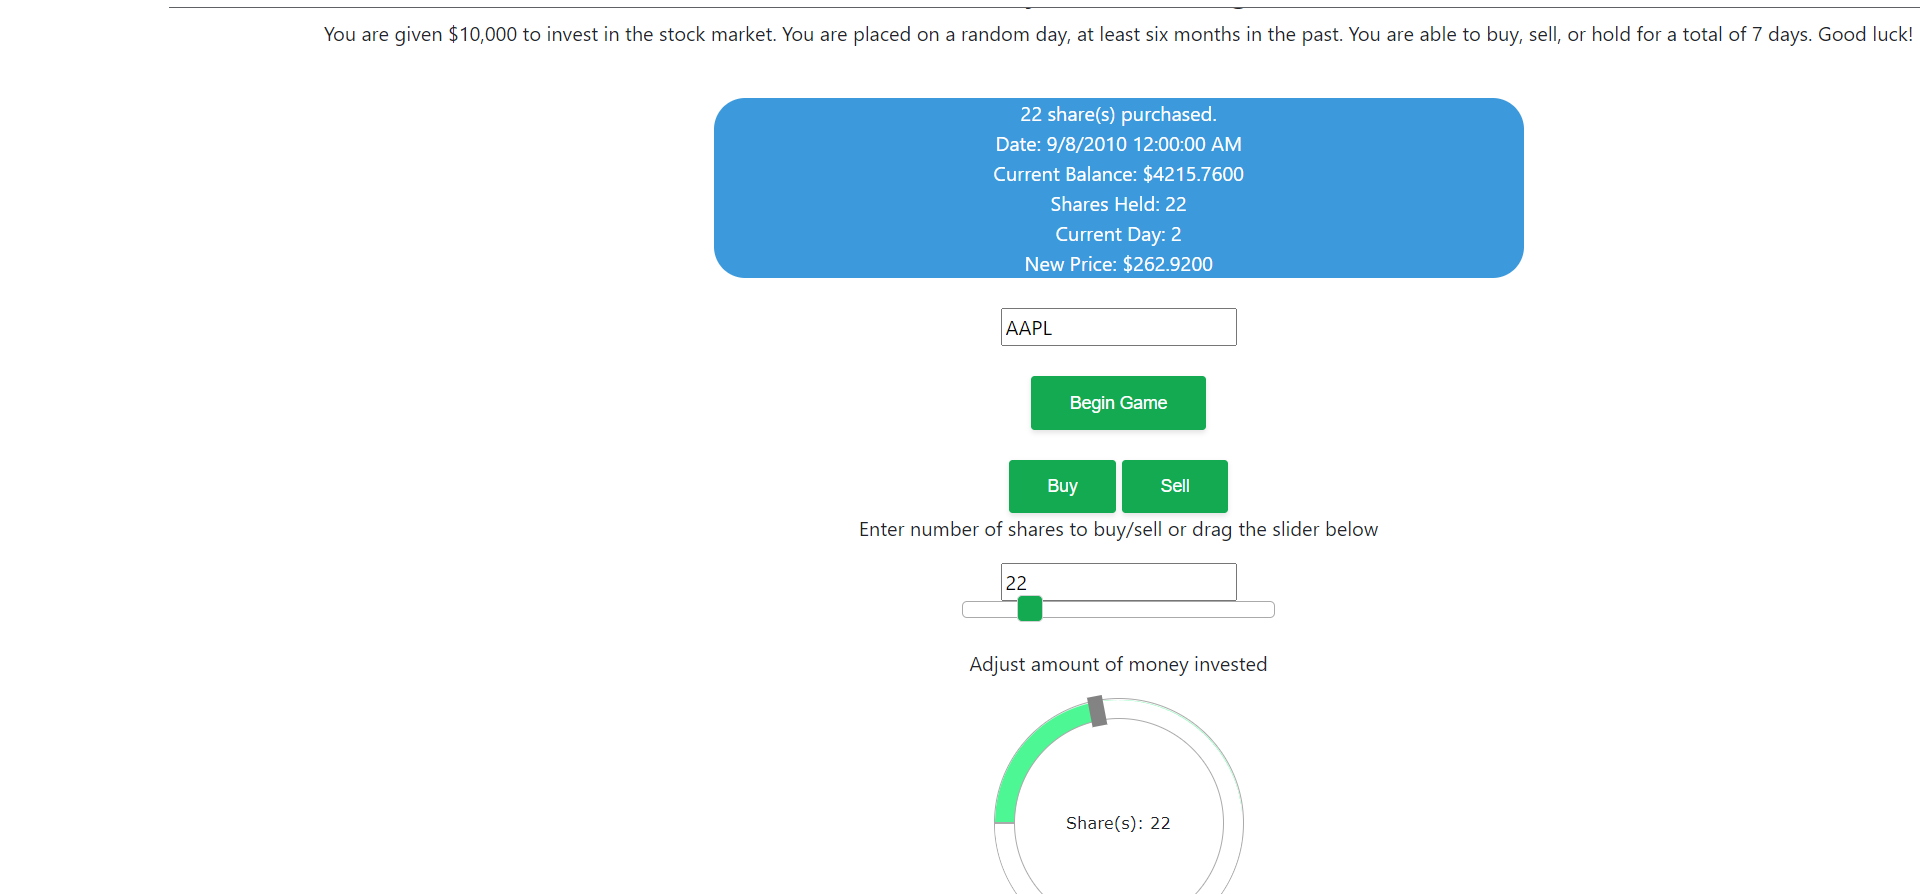 You are given $10,000 to invest in the stock market. You are placed on a random day, at least six months in the past. You are able to buy, sell, or hold for a total of 7 days. Good luck!
22 share(s) purchased.
Date: 9/8/2010 12:00:00 AM
Current Balance: $4215.7600
Shares Held: 22
Current Day: 2
New Price: $262.9200
AAPL
Begin Game
Buy Sell
Enter number of shares to buy/sell or drag the slider below
22
Adjust amount of money invested
Share(s): 22